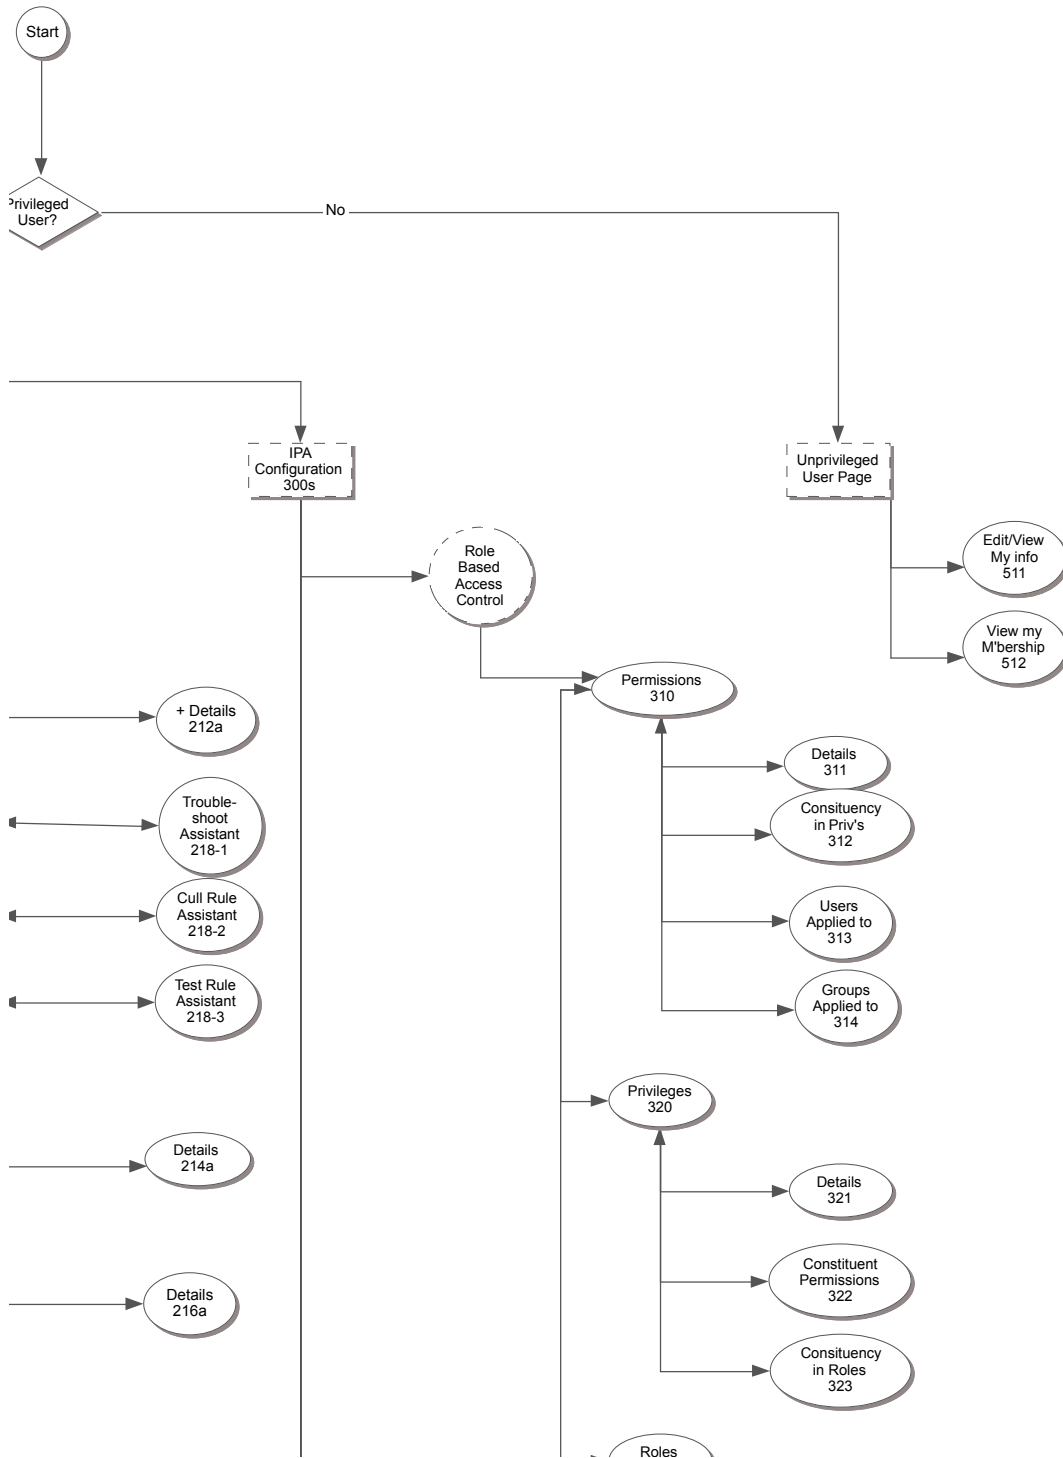 Start
Privileged
User?
No
IPA
Configuration
300s
Unprivileged
User Page
Role
Based
Access
Control
Edit/View
My info
511
View my
M'bership
512
Permissions
310
+ Details
212a
Details
311
Trouble-
shoot
Assistant
218-1
Consituency
in Priv's
312
Cull Rule
Assistant
218-2
Users
Applied to
313
Test Rule
Assistant
218-3
Groups
Applied to
314
Privileges
320
Details
214a
Details
321
Constituent
Permissions
322
Details
216a
Consituency
in Roles
323
Roles